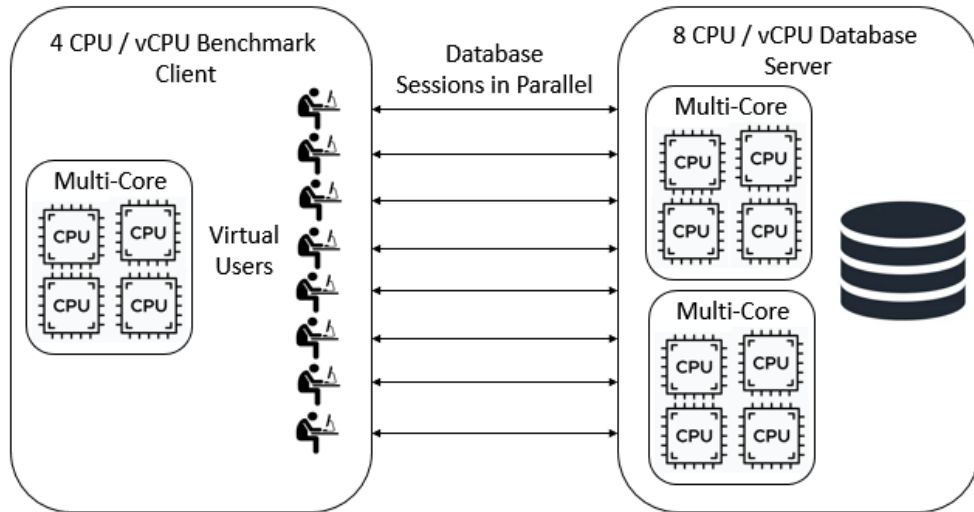 4 CPU / vCPU Benchmark
Client
Multi-Core
CPU
CPU
CPU
CPU
Virtual
Users
Database
Sessions in Parallel
8 CPU / vCPU Database
Server
Multi-Core
CPU
CPU
CPU
CPU
Multi-Core
CPU
CPU
CPU
CPU